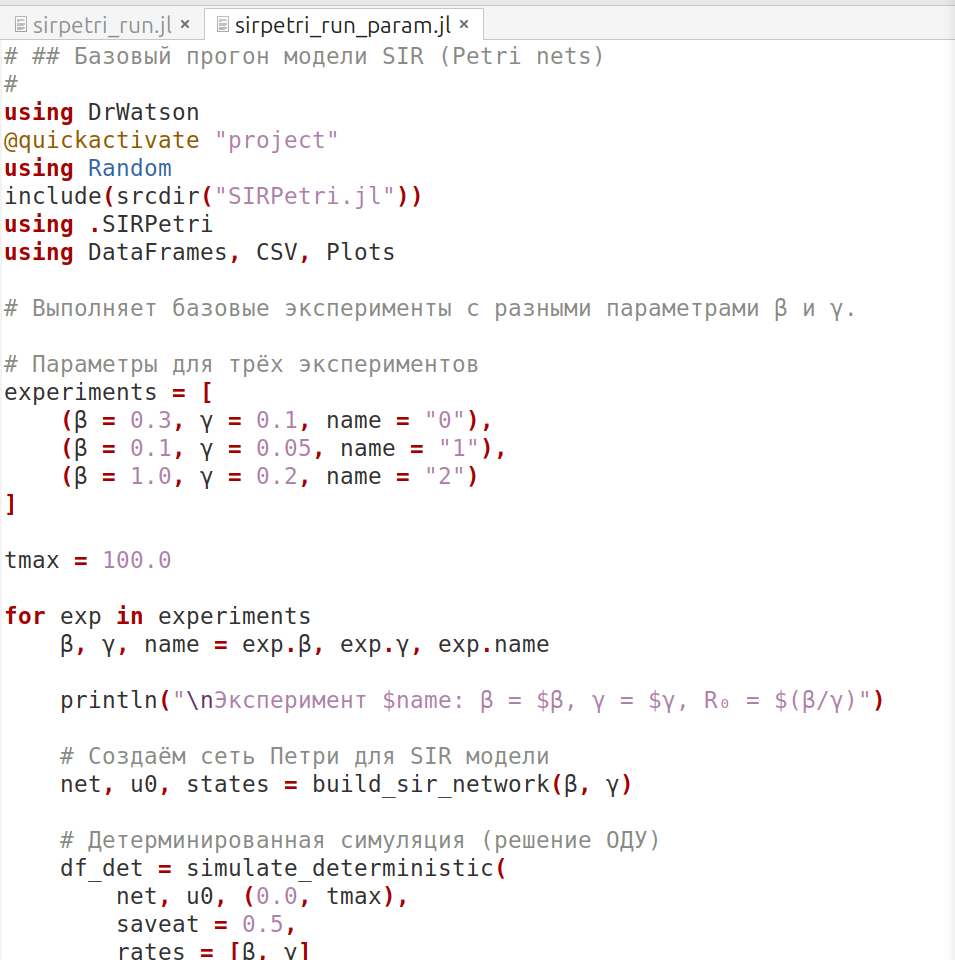 sirpetri_run.jl × sirpetri_run_param.jl ×
# ## Базовый прогон модели SIR (Petri nets)
#
using DrWatson
@quickactivate "project"
using Random
include(srcdir("SIRPetri.jl"))
using .SIRPetri
using DataFrames, CSV, Plots

# Выполняет базовые эксперименты с разными параметрами β и γ.

# Параметры для трёх экспериментов
experiments = [
    (β = 0.3, γ = 0.1, name = "0"),
    (β = 0.1, γ = 0.05, name = "1"),
    (β = 1.0, γ = 0.2, name = "2")
]

tmax = 100.0

for exp in experiments
    β, γ, name = exp.β, exp.γ, exp.name

    println("\nЭксперимент $name: β = $β, γ = $γ, R₀ = $(β/γ)")

    # Создаём сеть Петри для SIR модели
    net, u0, states = build_sir_network(β, γ)

    # Детерминированная симуляция (решение ОДУ)
    df_det = simulate_deterministic(
        net, u0, (0.0, tmax),
        saveat = 0.5,
        rates = [β, γ]